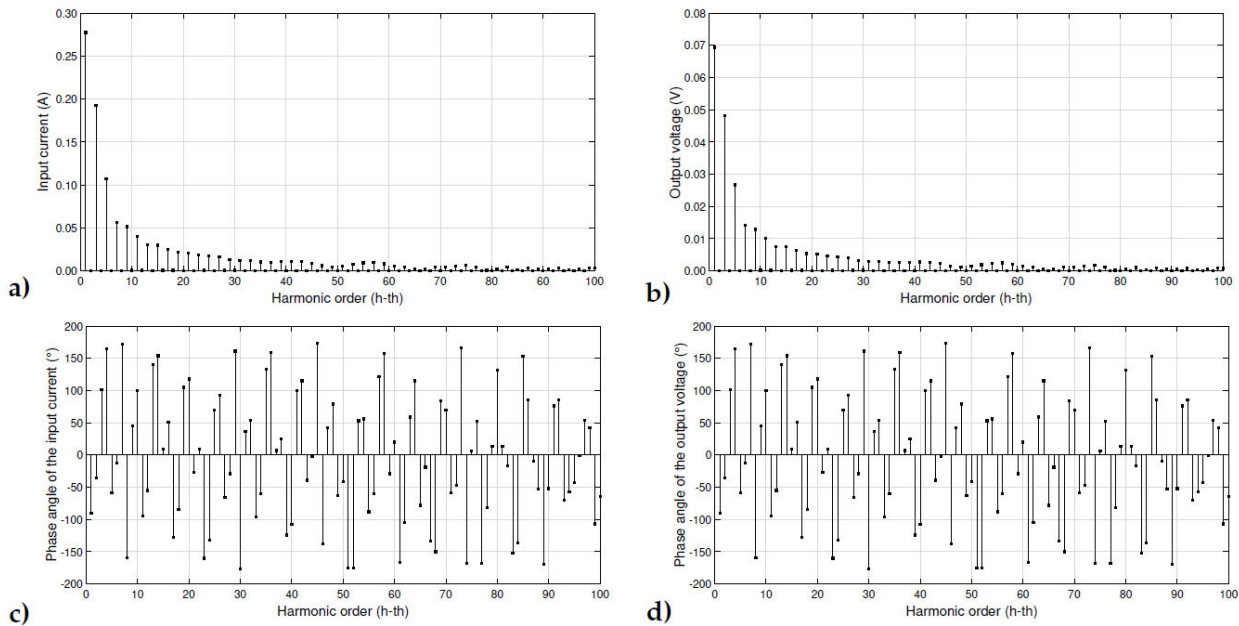 0.30
0.25
0.20
0.15
0.10
0.05
0.00
Input current (A)
0 10 20 30 40 50 60 70 80 90 100
Harmonic order (h-th)
a)
0.08
0.07
0.06
0.05
0.04
0.03
0.02
0.01
0.00
Output voltage (V)
0 10 20 30 40 50 60 70 80 90 100
Harmonic order (h-th)
b)
200
150
100
50
0
-50
-100
-150
-200
Phase angle of the input current (°)
0 10 20 30 40 50 60 70 80 90 100
Harmonic order (h-th)
c)
200
150
100
50
0
-50
-100
-150
-200
Phase angle of the output voltage (°)
0 10 20 30 40 50 60 70 80 90 100
Harmonic order (h-th)
d)